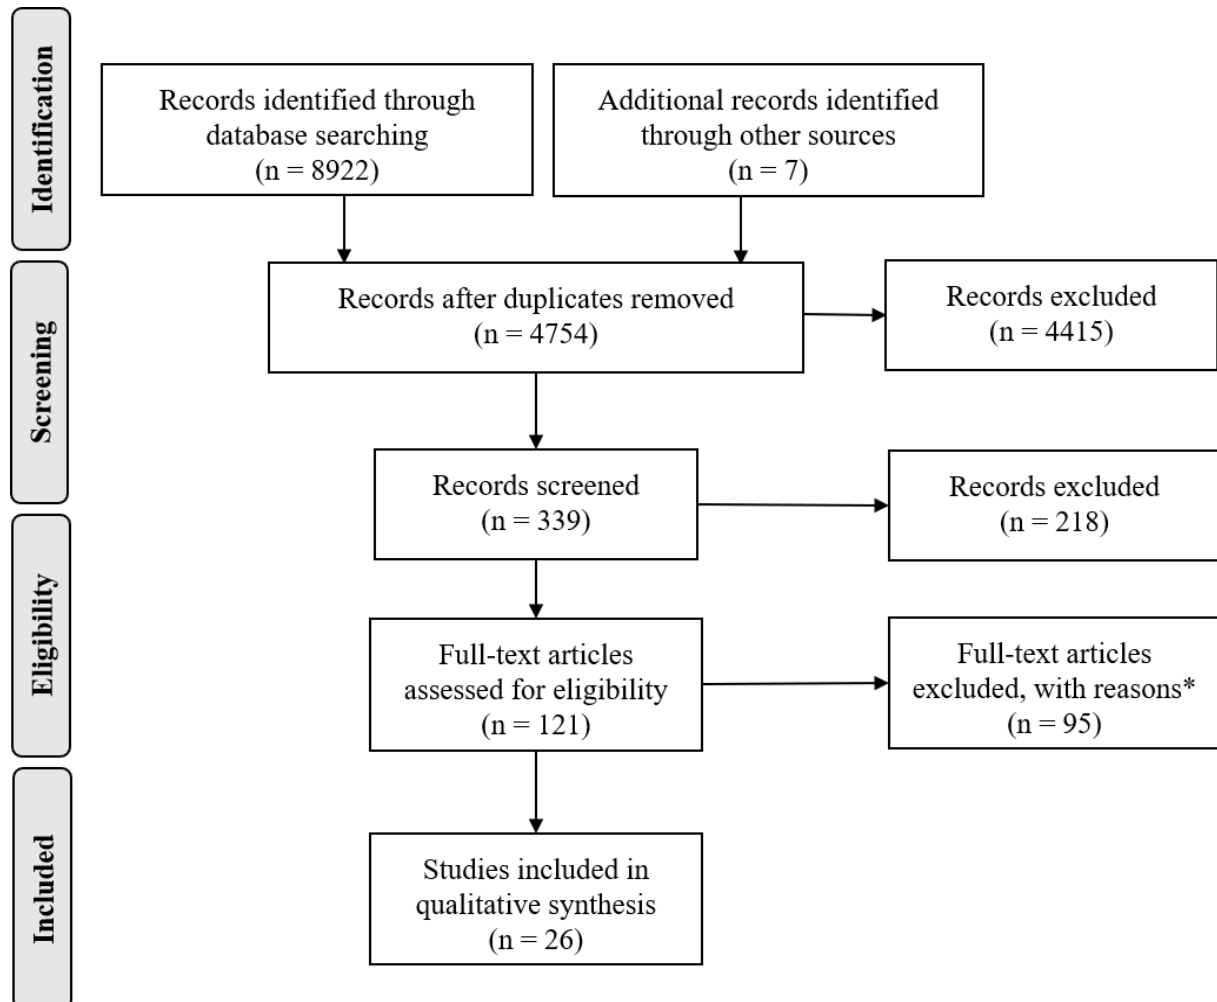 Identification
Records identified through
database searching
(n = 8922)
Additional records identified
through other sources
(n = 7)
Screening
Records after duplicates removed
(n = 4754)
Records excluded
(n = 4415)
Records screened
(n = 339)
Records excluded
(n = 218)
Eligibility
Full-text articles
assessed for eligibility
(n = 121)
Full-text articles
excluded, with reasons*
(n = 95)
Included
Studies included in
qualitative synthesis
(n = 26)